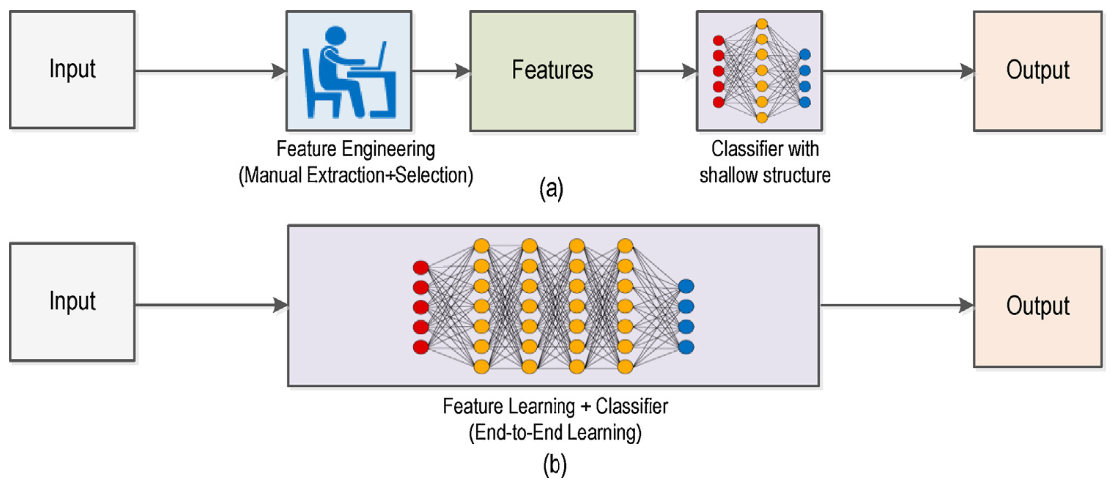 Input
Features
Output
Feature Engineering
(Manual Extraction+Selection)
Classifier with
shallow structure
(a)
Input
Output
Feature Learning + Classifier
(End-to-End Learning)
(b)